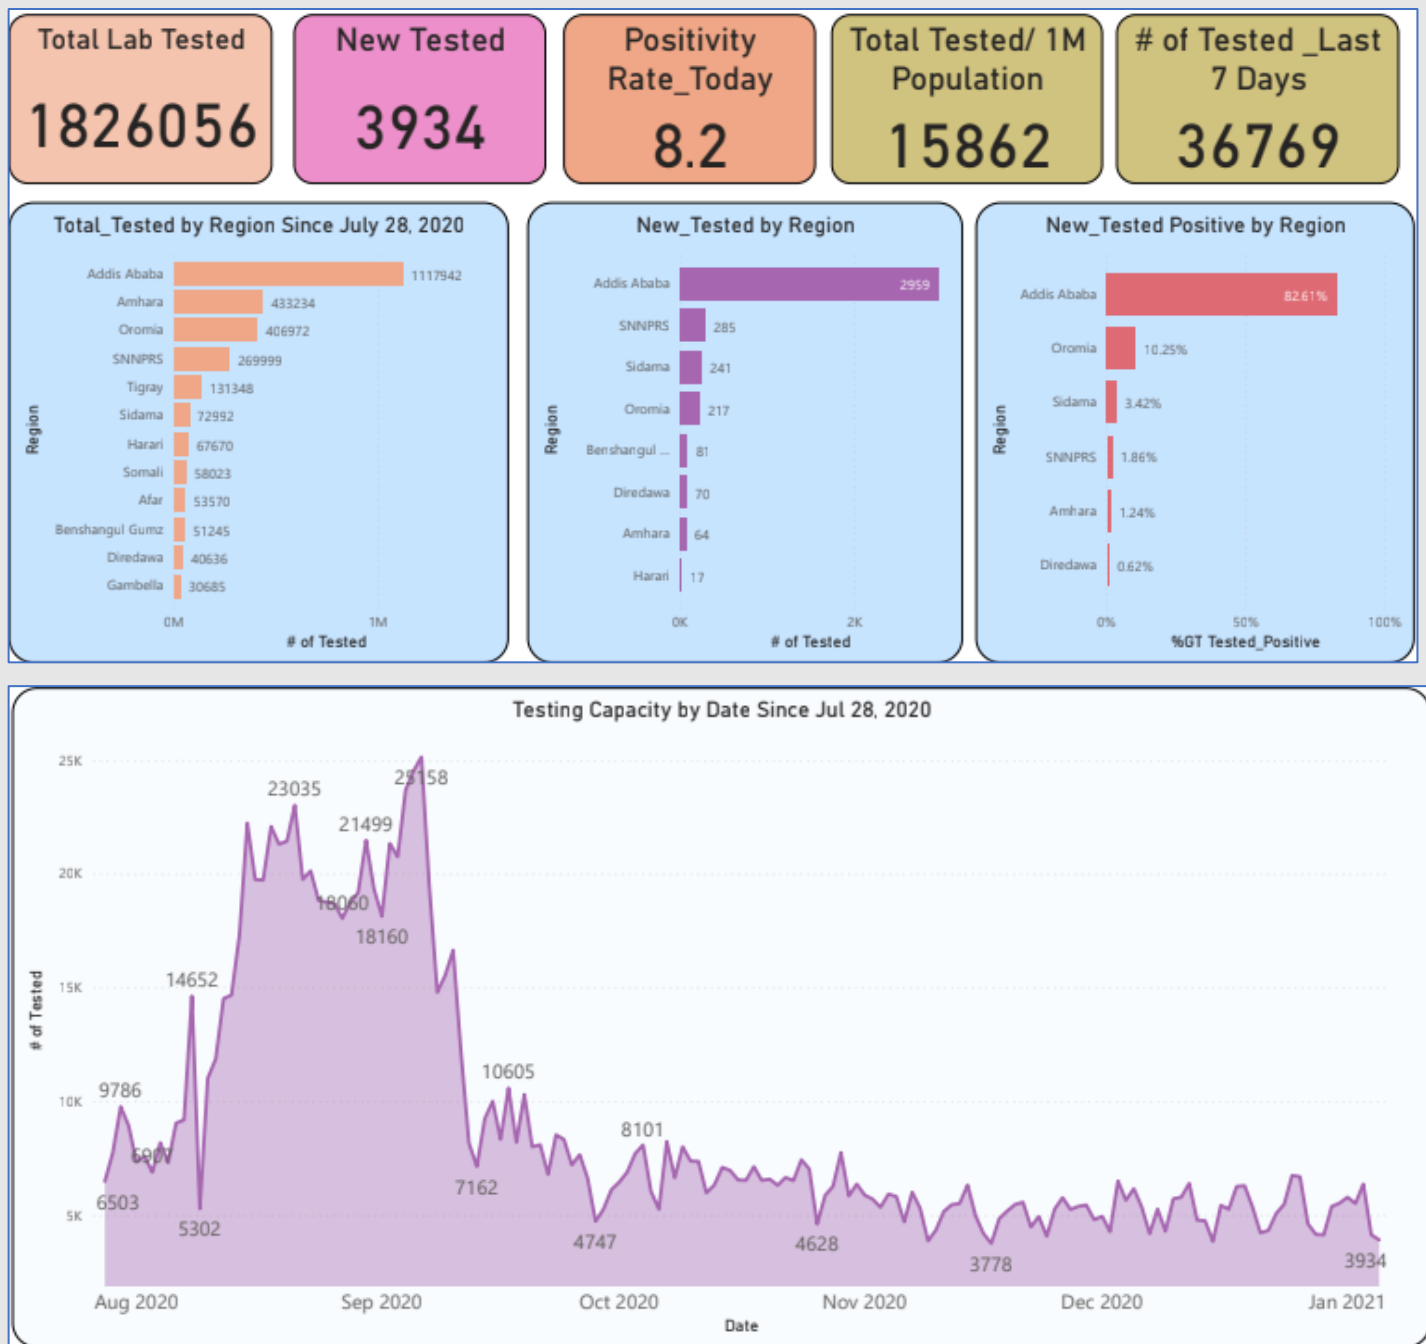 Total Lab Tested
1826056
New Tested
3934
Positivity
Rate_Today
8.2
Total Tested/ 1M
Population
15862
# of Tested _Last
7 Days
36769
Total_Tested by Region Since July 28, 2020
Region
Addis Ababa 1117942
Amhara 433234
Oromia 406972
SNNPRS 269999
Tigray 131348
Sidama 72992
Harari 67670
Somali 58023
Afar 53570
Benshangul Gumz 51245
Diredawa 40636
Gambella 30685
0M 1M
# of Tested
New_Tested by Region
Region
Addis Ababa 2959
SNNPRS 285
Sidama 241
Oromia 217
Benshangul ... 81
Diredawa 70
Amhara 64
Harari 17
0K 2K
# of Tested
New_Tested Positive by Region
Region
Addis Ababa 82.61%
Oromia 10.25%
Sidama 3.42%
SNNPRS 1.86%
Amhara 1.24%
Diredawa 0.62%
0% 50% 100%
%GT Tested_Positive
Testing Capacity by Date Since Jul 28, 2020
# of Tested
25K
20K
15K
10K
5K
6503
9786
6907
14652
5302
23035
18060
21499
18160
25158
7162
10605
4747
8101
4628
3778
3934
Aug 2020 Sep 2020 Oct 2020 Nov 2020 Dec 2020 Jan 2021
Date